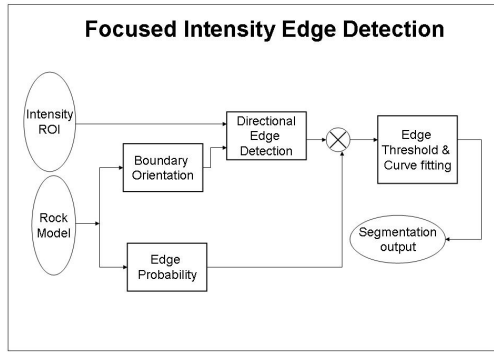 Focused Intensity Edge Detection
Intensity
ROI
Directional
Edge
Detection
Edge
Threshold &
Curve fitting
Boundary
Orientation
Rock
Model
Segmentation
output
Edge
Probability